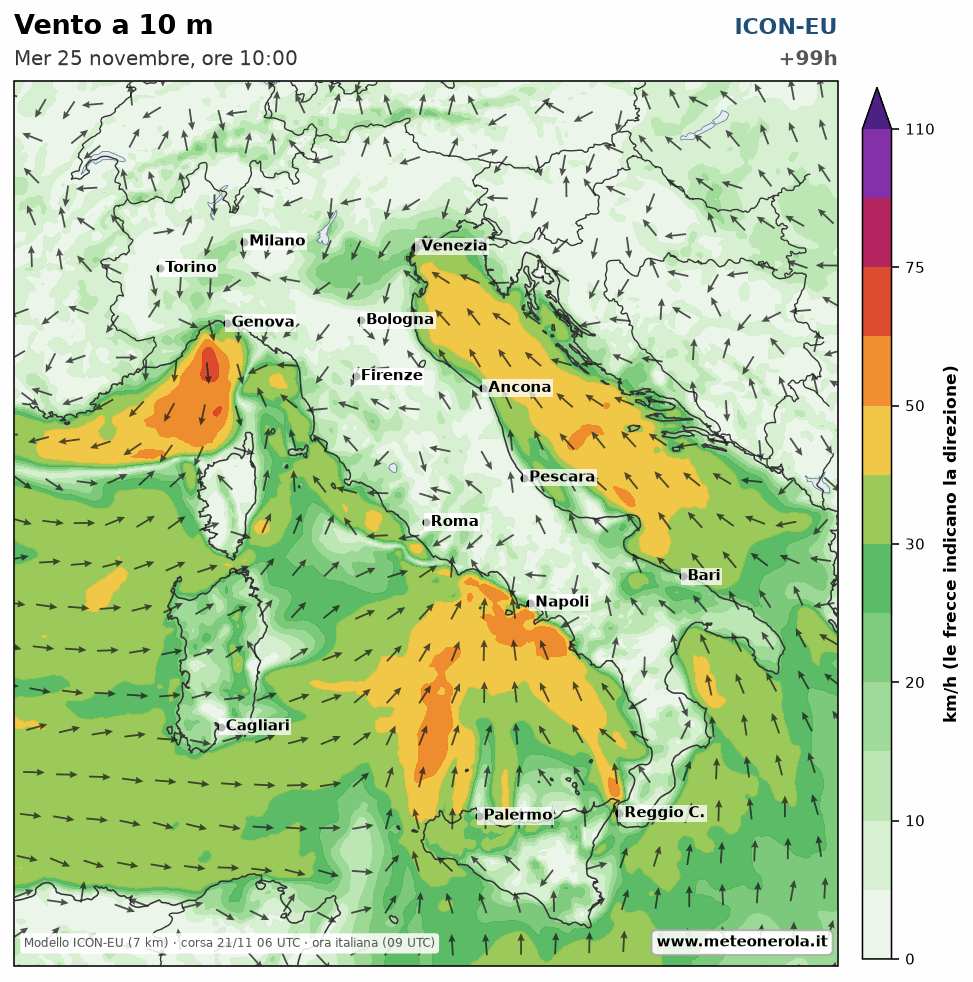 Vento a 10 m
ICON-EU
Mer 25 novembre, ore 10:00
+99h
110
Milano
Venezia
Torino
75
Genova
Bologna
Firenze
Ancona
50
Pescara
Roma
30
Bari
Napoli
20
Cagliari
Palermo
Reggio C.
10
km/h (le frecce indicano la direzione)
Modello ICON-EU (7 km) · corsa 21/11 06 UTC · ora italiana (09 UTC)
www.meteonerola.it
0